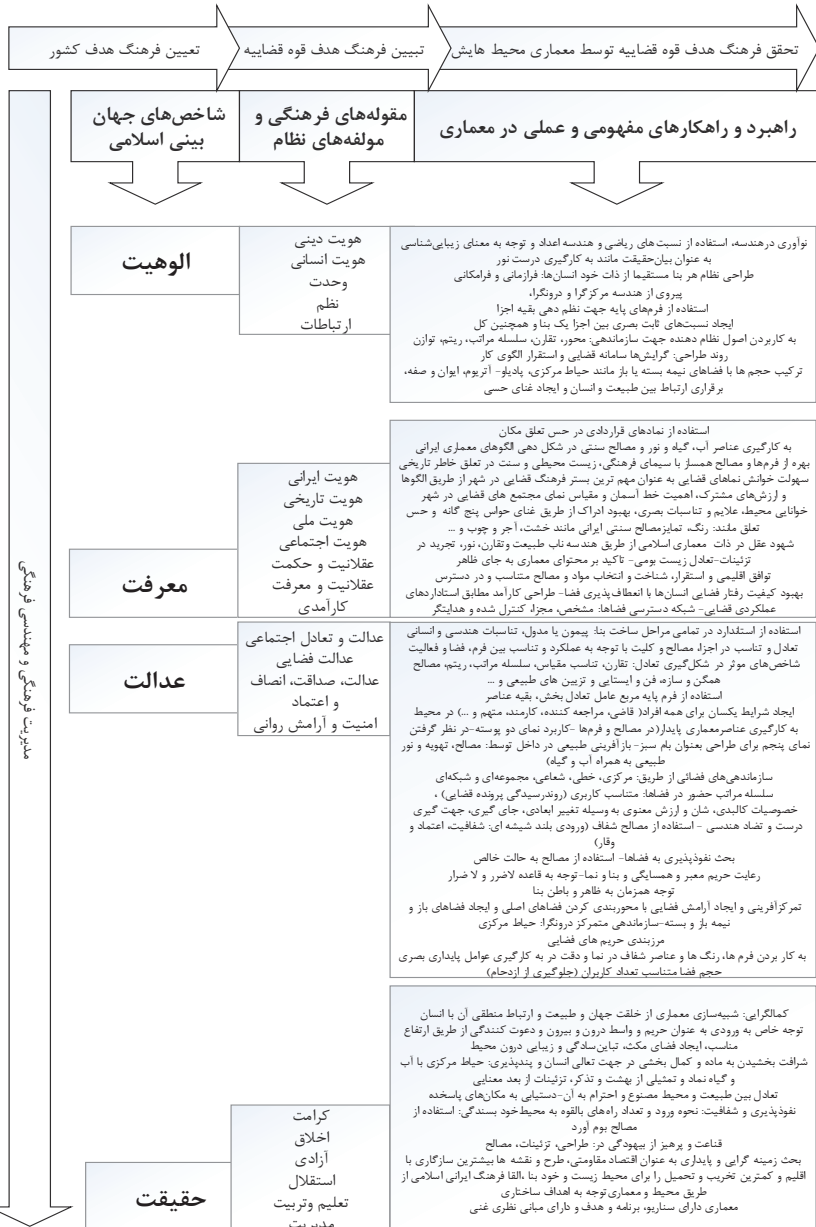 تعیین فرهنگ هدف کشور
تبیین فرهنگ هدف قوه قضاییه
تحقق فرهنگ هدف قوه قضاییه توسط معماری محیط هایش
شاخص‌های جهان
بینی اسلامی
مقوله‌های فرهنگی و
مولفه‌های نظام
راهبرد و راهکارهای مفهومی و عملی در معماری
مدیریت فرهنگی و مهندسی فرهنگی
الوهیت
هویت دینی
هویت انسانی
وحدت
نظم
ارتباطات
نوآوری درهندسه، استفاده از نسبت های ریاضی و هندسه اعداد و توجه به معنای زیبایی‌شناسی
به عنوان بیان‌حقیقت مانند به کارگیری درست نور
طراحی نظام هر بنا مستقیما از ذات خود انسان‌ها: فرازمانی و فرامکانی
پیروی از هندسه مرکزگرا و درونگرا،
استفاده از فرم‌های پایه جهت نظم دهی بقیه اجزا
ایجاد نسبت‌های ثابت بصری بین اجزا یک بنا و همچنین کل
به کاربردن اصول نظام دهنده جهت سازماندهی: محور، تقارن، سلسله مراتب، ریتم، توازن
روند طراحی: گرایش‌ها سامانه قضایی و استقرار الگوی کار
ترکیب حجم ها با فضاهای نیمه بسته یا باز مانند حیاط مرکزی، پادیاو- آتریوم، ایوان و صفه،
برقراری ارتباط بین طبیعت و انسان و ایجاد غنای حسی
معرفت
هویت ایرانی
هویت تاریخی
هویت ملی
هویت اجتماعی
عقلانیت و حکمت
عقلانیت و معرفت
کارآمدی
استفاده از نمادهای قراردادی در حس تعلق مکان
به کارگیری عناصر آب، گیاه و نور و مصالح سنتی در شکل دهی الگوهای معماری ایرانی
بهره از فرم‌ها و مصالح همساز با سیمای فرهنگی، زیست محیطی و سنت در تعلق خاطر تاریخی
سهولت خوانش نماهای قضایی به عنوان مهم ترین بستر فرهنگ قضایی در شهر از طریق الگوها
و ارزش‌های مشترک، اهمیت خط آسمان و مقیاس نمای مجتمع های قضایی در شهر
خوانایی محیط، علایم و تناسبات بصری، بهبود ادراک از طریق غنای حواس پنج گانه و حس
تعلق مانند: رنگ، تمایزمصالح سنتی ایرانی مانند خشت، آجر و چوب و ...
شهود عقل در ذات معماری اسلامی از طریق هندسه ناب طبیعت وتقارن، نور، تجرید در
تزئینات-تعادل زیست بومی- تاکید بر محتوای معماری به جای ظاهر
توافق اقلیمی و استقرار، شناخت و انتخاب مواد و مصالح متناسب و در دسترس
بهبود کیفیت رفتار فضایی انسان‌ها با انعطاف‌پذیری فضا- طراحی کارآمد مطابق استاداردهای
عملکردی قضایی- شبکه دسترسی فضاها: مشخص، مجزا، کنترل شده و هدایتگر
عدالت
عدالت و تعادل اجتماعی
عدالت فضایی
عدالت، صداقت، انصاف
و اعتماد
امنیت و آرامش روانی
استفاده از استاندارد در تمامی مراحل ساخت بنا: پیمون یا مدول، تناسبات هندسی و انسانی
تعادل و تناسب در اجزا، مصالح و کلیت با توجه به عملکرد و تناسب بین فرم، فضا و فعالیت
شاخص‌های موثر در شکل‌گیری تعادل: تقارن، تناسب مقیاس، سلسله مراتب، ریتم، مصالح
همگن و سازه، فن و ایستایی و تزیین های طبیعی و ...
استفاده از فرم پایه مربع عامل تعادل بخش، بقیه عناصر
ایجاد شرایط یکسان برای همه افراد( قاضی، مراجعه کننده، کارمند، متهم و ...) در محیط
به کارگیری عناصرمعماری پایدار(در مصالح و فرم‌ها -کاربرد نمای دو پوسته-در نظر گرفتن
نمای پنجم برای طراحی بعنوان بام سبز- بازآفرینی طبیعی در داخل توسط: مصالح، تهویه و نور
طبیعی به همراه آب و گیاه)
سازماندهی‌های فضائی از طریق: مرکزی، خطی، شعاعی، مجموعه‌ای و شبکه‌ای
سلسله مراتب حضور در فضاها: متناسب کاربری (روندرسیدگی پرونده قضایی) ،
خصوصیات کالبدی، شان و ارزش معنوی به وسیله تغییر ابعادی، جای گیری، جهت گیری
درست و تضاد هندسی - استفاده از مصالح شفاف (ورودی بلند شیشه ای: شفافیت، اعتماد و
وقار)
بحث نفوذپذیری به فضاها- استفاده از مصالح به حالت خالص
رعایت حریم معبر و همسایگی و بنا و نما-توجه به قاعده لاضرر و لا ضرار
توجه همزمان به ظاهر و باطن بنا
تمرکزآفرینی و ایجاد آرامش فضایی با محوربندی کردن فضاهای اصلی و ایجاد فضاهای باز و
نیمه باز و بسته-سازماندهی متمرکز درونگرا: حیاط مرکزی
مرزبندی حریم های فضایی
به کار بردن فرم ها، رنگ ها و عناصر شفاف در نما و دقت در به کارگیری عوامل پایداری بصری
حجم فضا متناسب تعداد کاربران (جلوگیری از ازدحام)
حقیقت
کرامت
اخلاق
آزادی
استقلال
تعلیم وتربیت
مدیریت
کمالگرایی: شبیه‌سازی معماری از خلقت جهان و طبیعت و ارتباط منطقی آن با انسان
توجه خاص به ورودی به عنوان حریم و واسط درون و بیرون و دعوت کنندگی از طریق ارتفاع
مناسب، ایجاد فضای مکث، تباین‌سادگی و زیبایی درون محیط
شرافت بخشیدن به ماده و کمال بخشی در جهت تعالی انسان و پندپذیری: حیاط مرکزی با آب
و گیاه نماد و تمثیلی از بهشت و تذکر، تزئینات از بعد معنایی
تعادل بین طبیعت و محیط مصنوع و احترام به آن-دستیابی به مکان‌های پاسخده
نفوذپذیری و شفافیت: نحوه ورود و تعداد راه‌های بالقوه به محیط‌خود بسندگی: استفاده از
مصالح بوم آورد
قناعت و پرهیز از بیهودگی در: طراحی، تزئینات، مصالح
بحث زمینه گرایی و پایداری به عنوان اقتصاد مقاومتی، طرح و نقشه ها بیشترین سازگاری با
اقلیم و کمترین تخریب و تحمیل را برای محیط زیست و خود بنا ،القا فرهنگ ایرانی اسلامی از
طریق محیط و معماری‌توجه به اهداف ساختاری
معماری دارای سناریو، برنامه و هدف و دارای مبانی نظری غنی